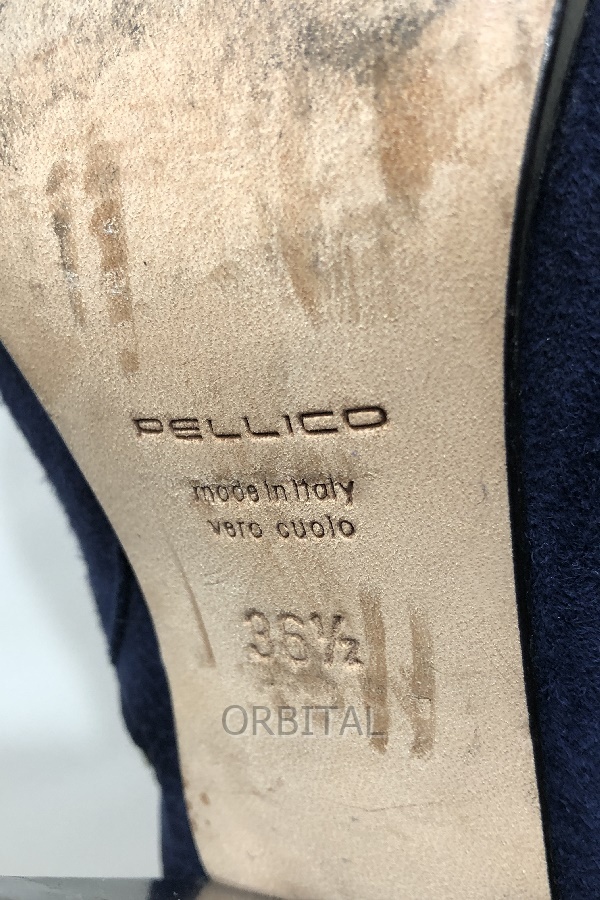 PELLICO
made in Italy
vero cuoio
36½
ORBITAL